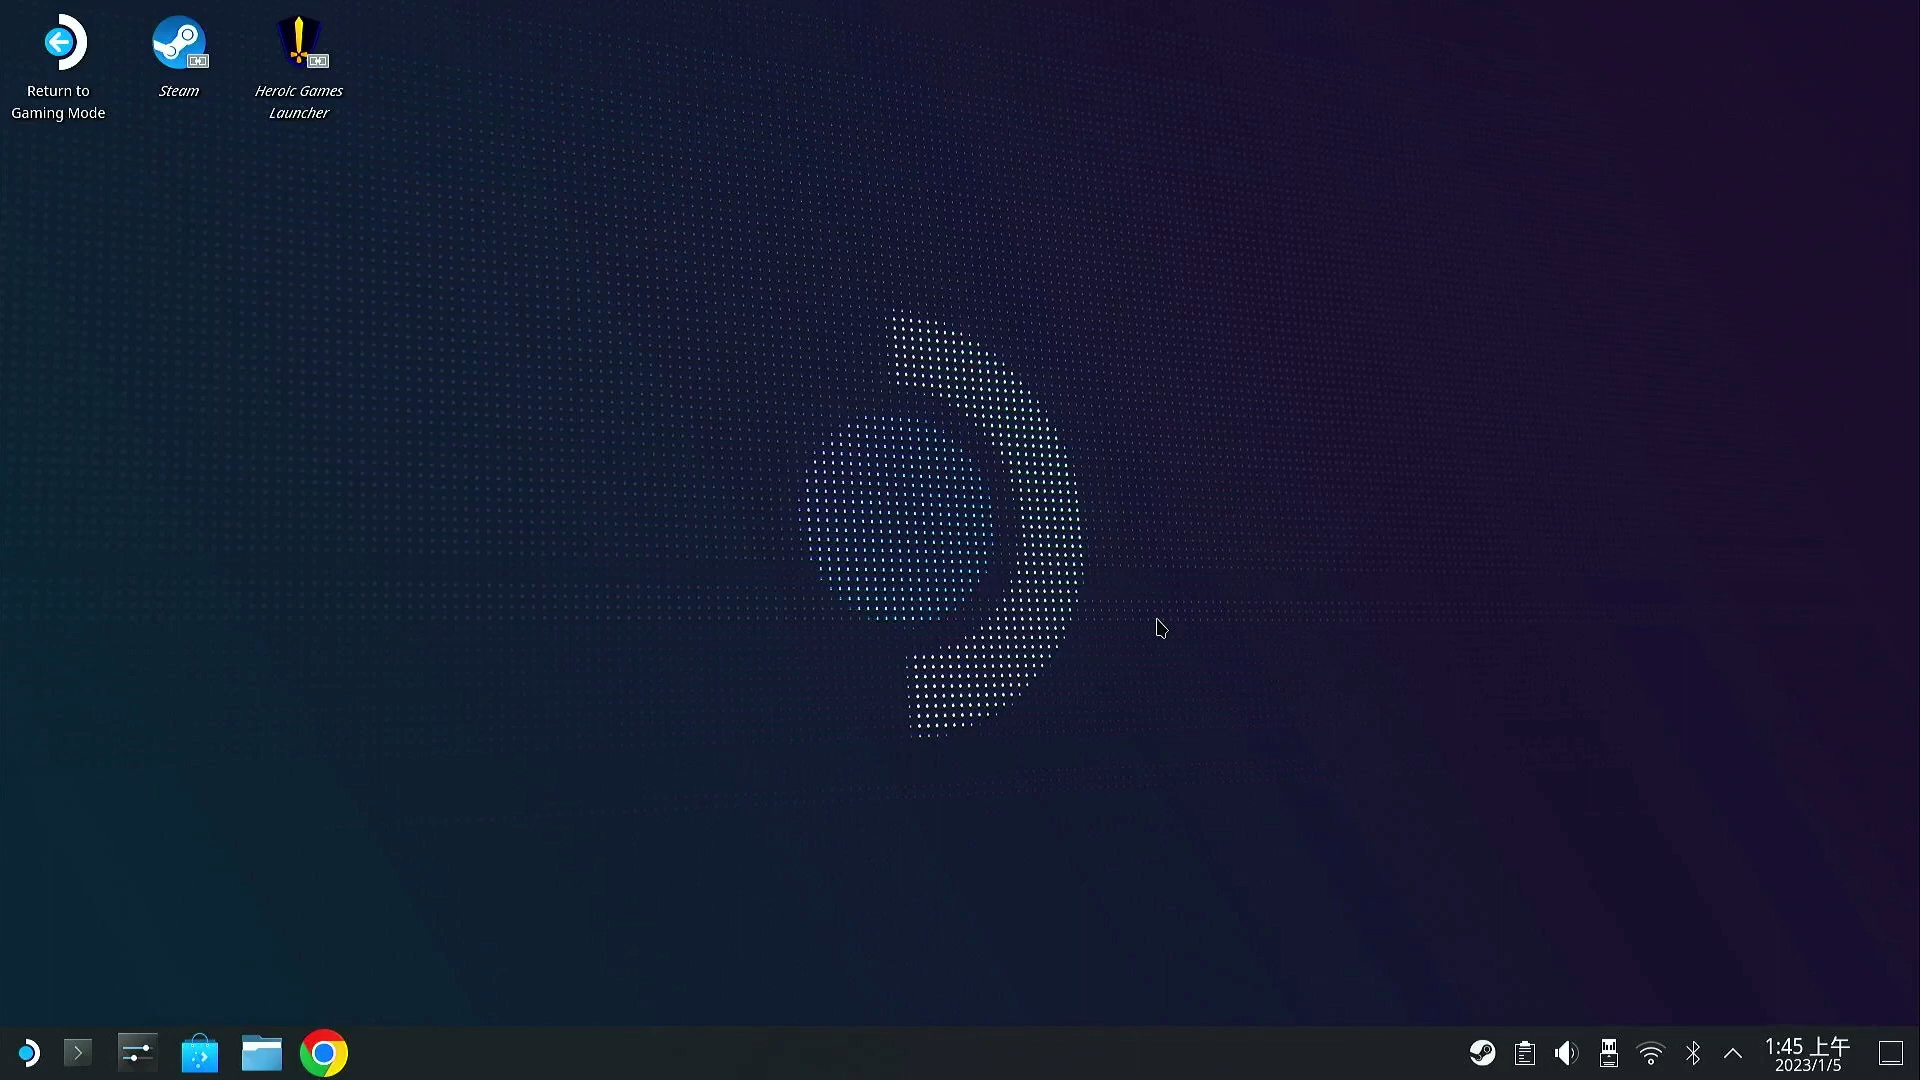 Return to
Gaming Mode
Steam
Heroic Games
Launcher
1:45 上午
2023/1/5